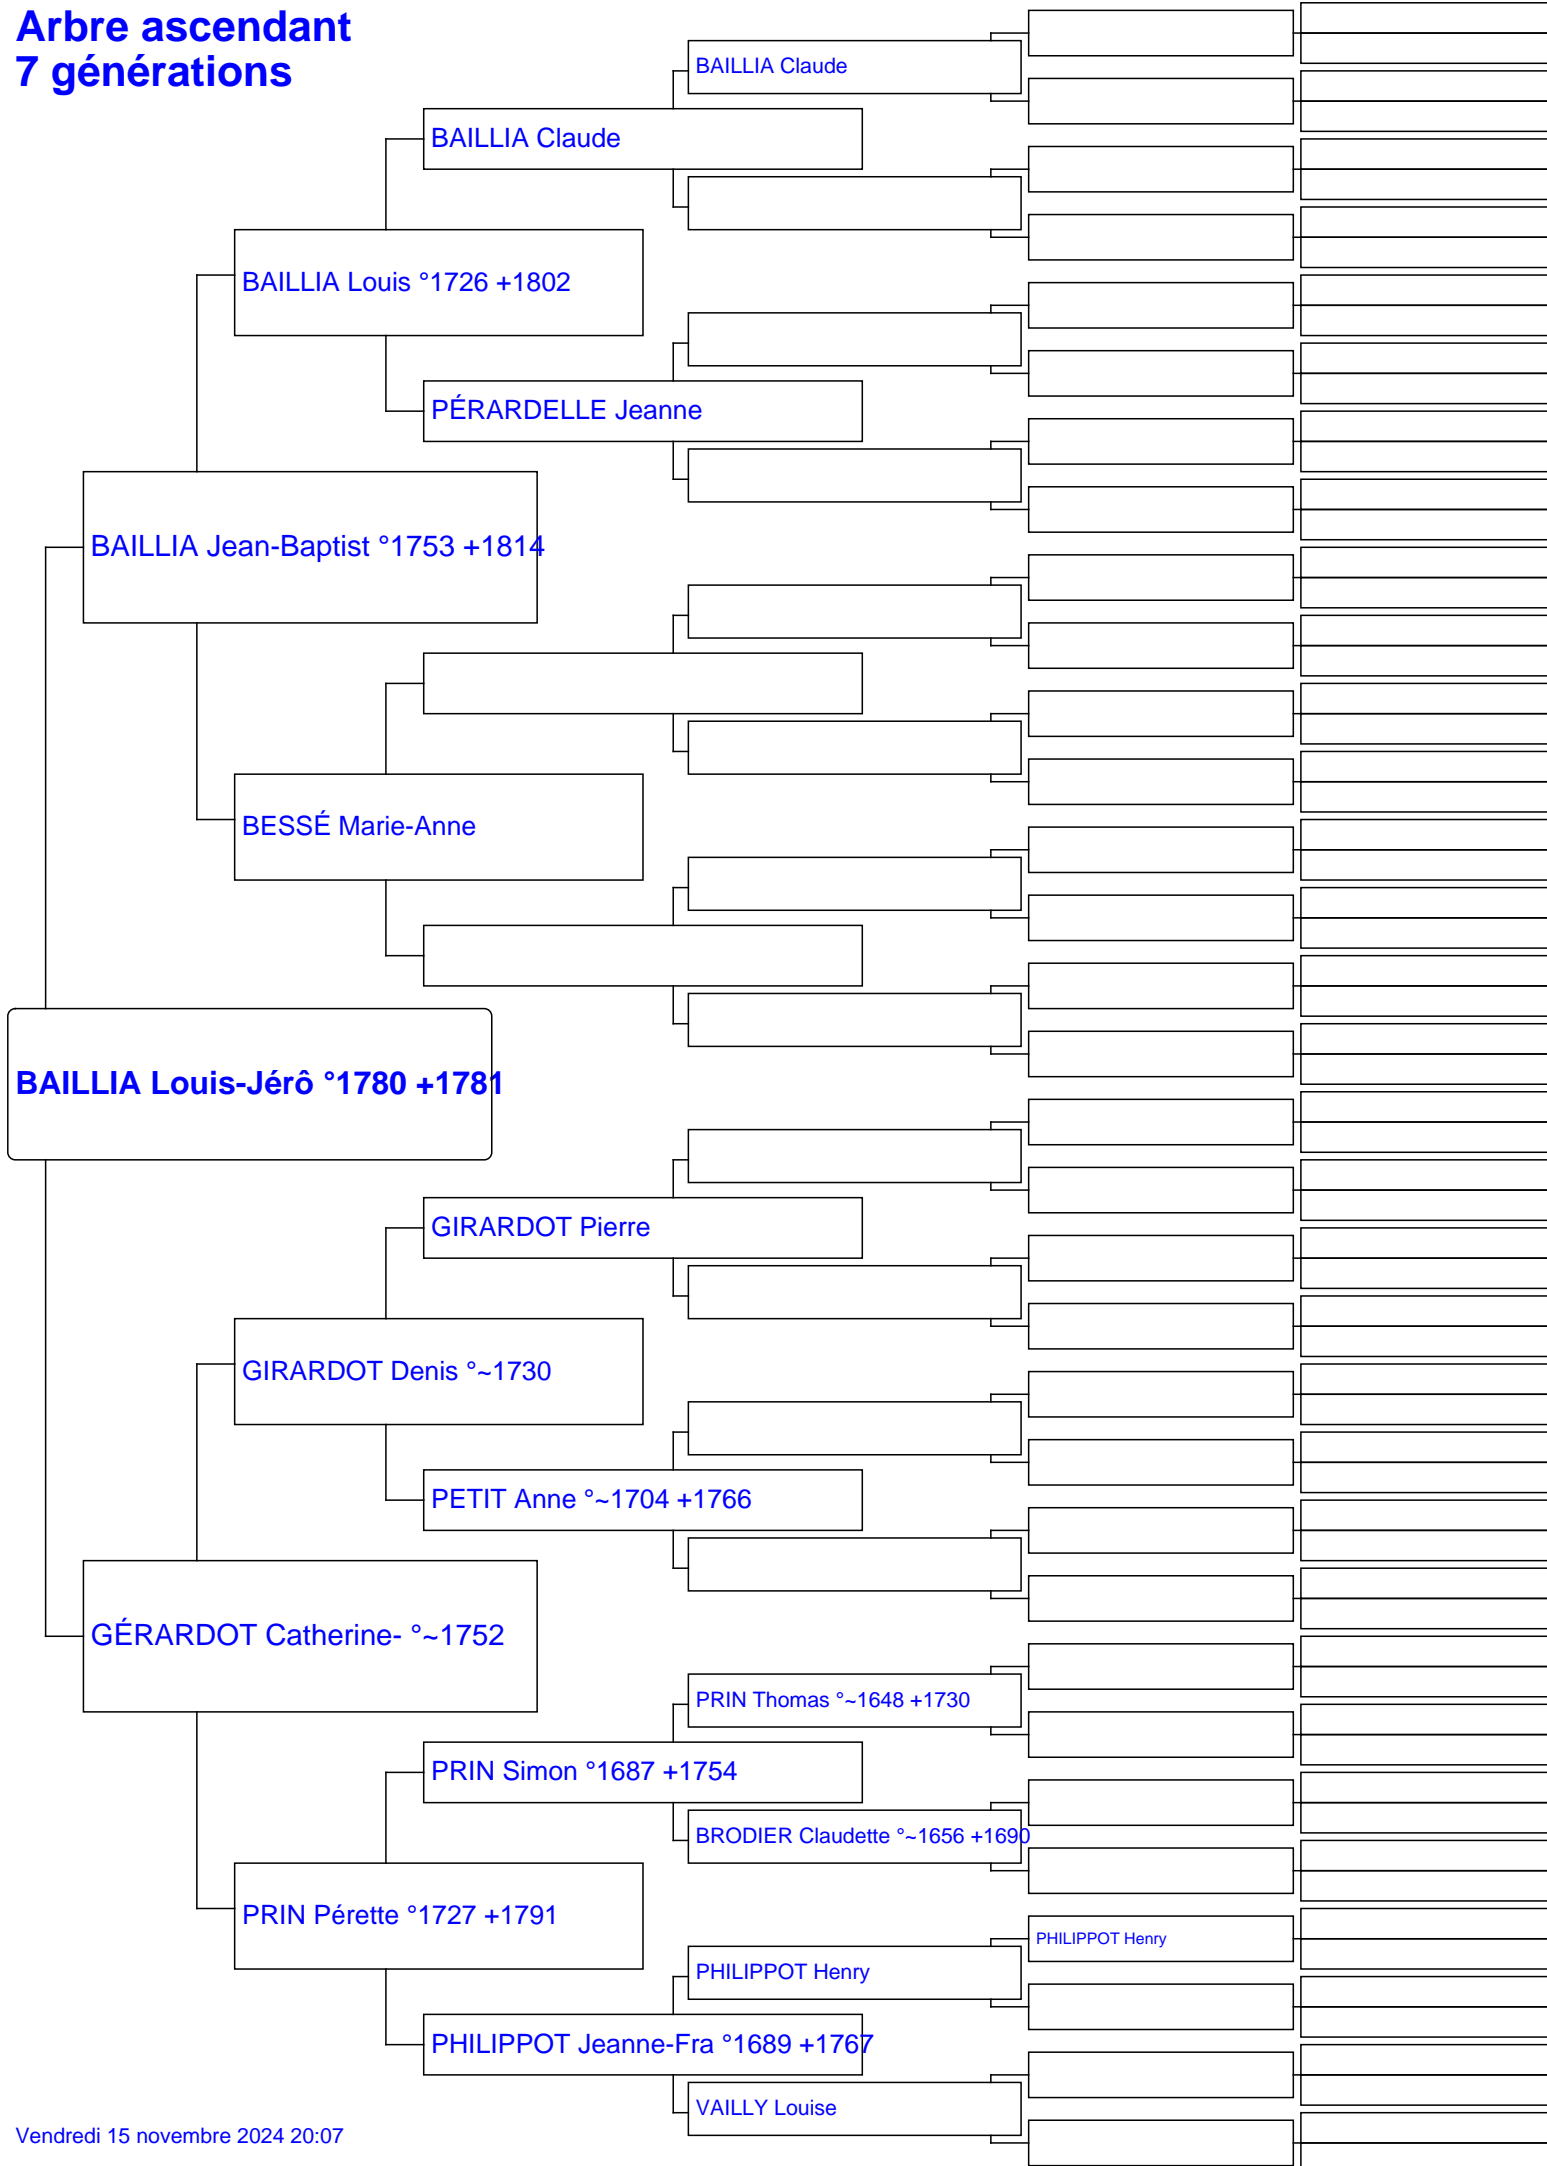 Arbre ascendant
7 générations
BAILLIA Claude
BAILLIA Claude
BAILLIA Louis °1726 +1802
PÉRARDELLE Jeanne
BAILLIA Jean-Baptist °1753 +1814
BESSÉ Marie-Anne
BAILLIA Louis-Jérô °1780 +1781
GIRARDOT Pierre
GIRARDOT Denis °~1730
PETIT Anne °~1704 +1766
GÉRARDOT Catherine- °~1752
PRIN Thomas °~1648 +1730
PRIN Simon °1687 +1754
BRODIER Claudette °~1656 +1690
PRIN Pérette °1727 +1791
PHILIPPOT Henry
PHILIPPOT Henry
PHILIPPOT Jeanne-Fra °1689 +1767
VAILLY Louise
Vendredi 15 novembre 2024 20:07